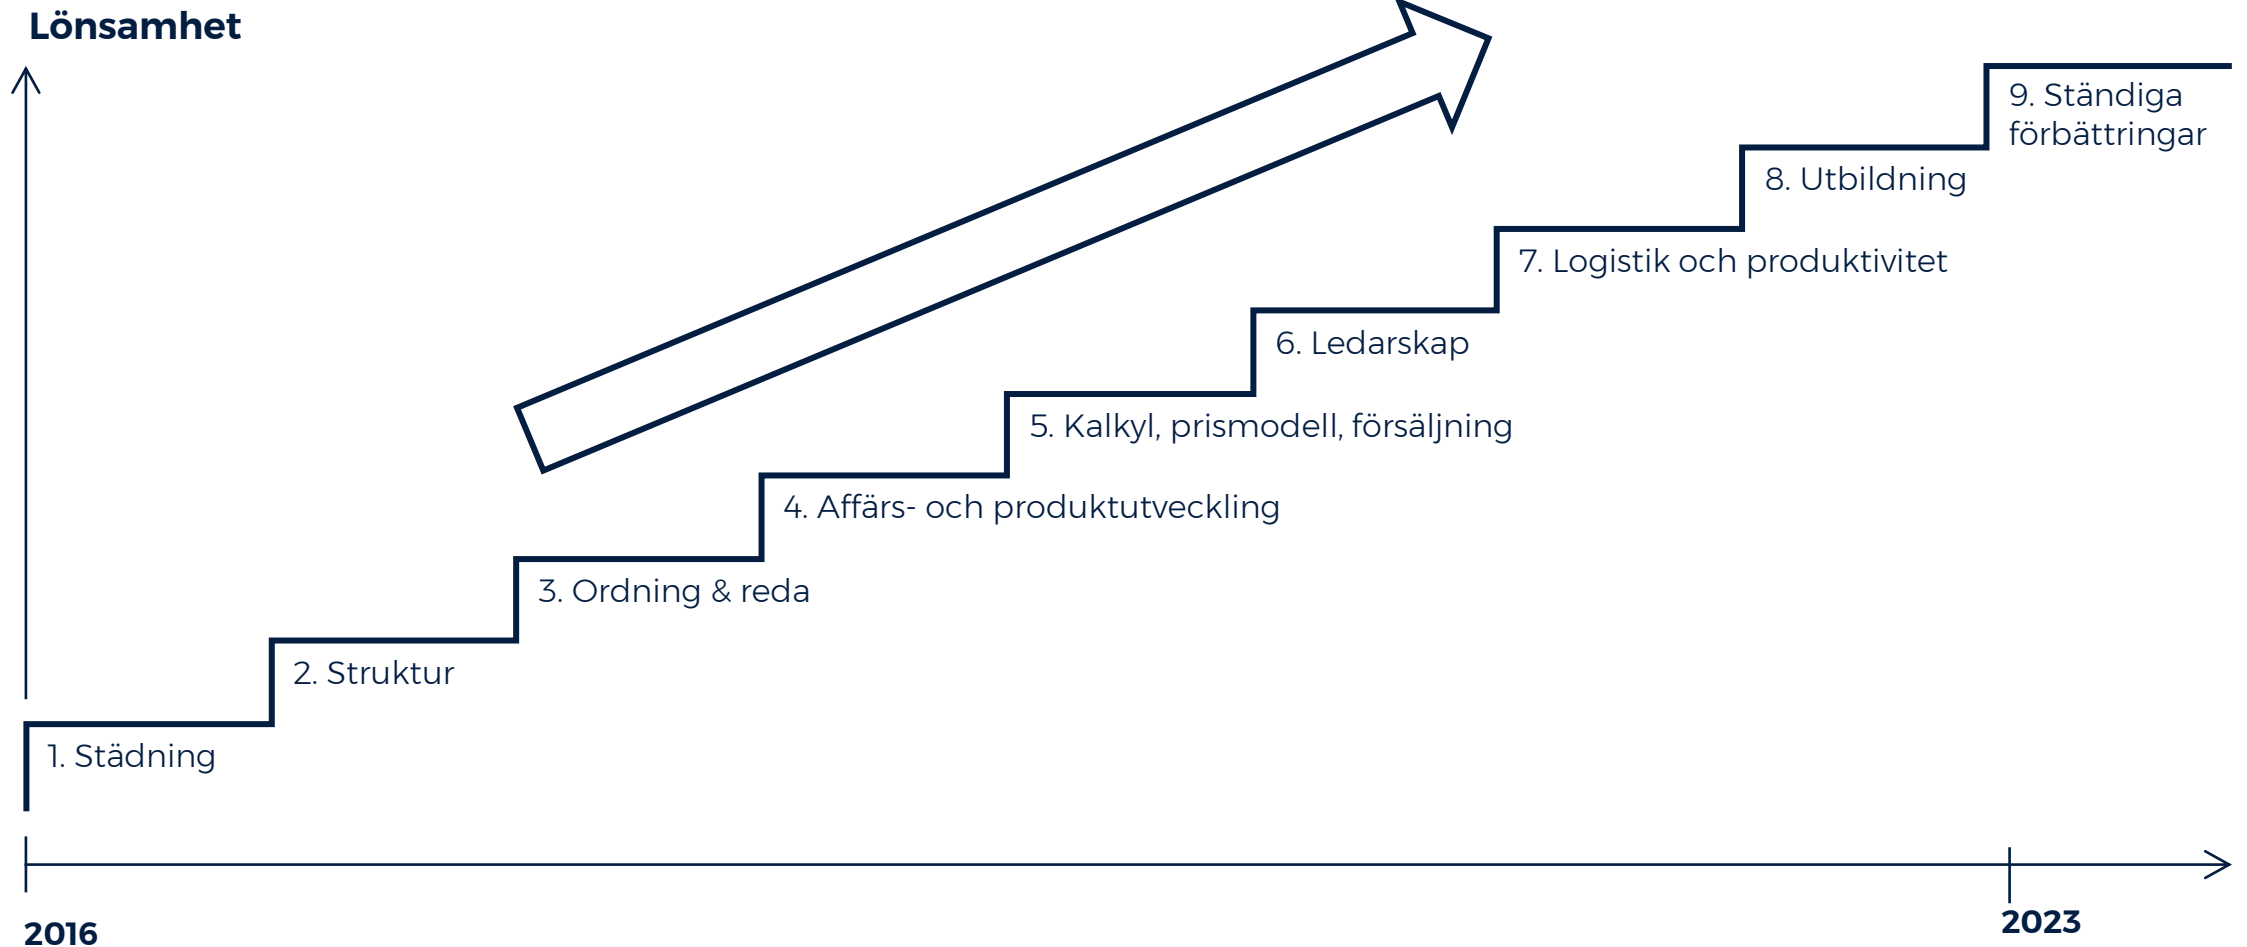 Lönsamhet
9. Ständiga
förbättringar
8. Utbildning
7. Logistik och produktivitet
6. Ledarskap
5. Kalkyl, prismodell, försäljning
4. Affärs- och produktutveckling
3. Ordning & reda
2. Struktur
1. Städning
2016
2023